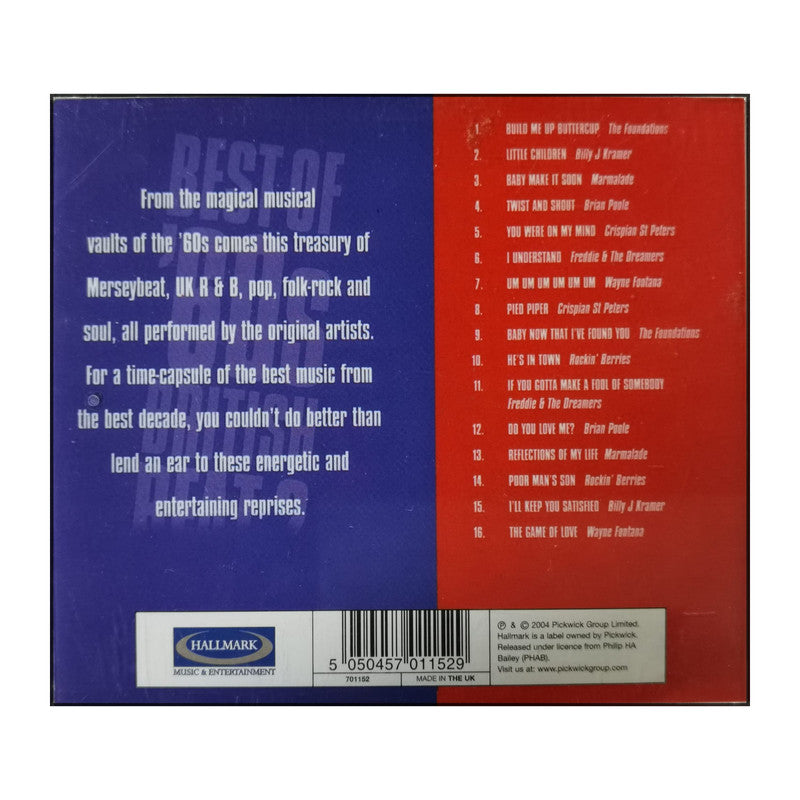 BEST OF
'60s
BRITISH
BEAT 2
From the magical musical
vaults of the '60s comes this treasury of
Merseybeat, UK R & B, pop, folk-rock and
soul, all performed by the original artists.
For a time-capsule of the best music from
the best decade, you couldn't do better than
lend an ear to these energetic and
entertaining reprises.
1. BUILD ME UP BUTTERCUP The Foundations
2. LITTLE CHILDREN Billy J Kramer
3. BABY MAKE IT SOON Marmalade
4. TWIST AND SHOUT Brian Poole
5. YOU WERE ON MY MIND Crispian St Peters
6. I UNDERSTAND Freddie & The Dreamers
7. UM UM UM UM UM UM Wayne Fontana
8. PIED PIPER Crispian St Peters
9. BABY NOW THAT I'VE FOUND YOU The Foundations
10. HE'S IN TOWN Rockin' Berries
11. IF YOU GOTTA MAKE A FOOL OF SOMEBODY
Freddie & The Dreamers
12. DO YOU LOVE ME? Brian Poole
13. REFLECTIONS OF MY LIFE Marmalade
14. POOR MAN'S SON Rockin' Berries
15. I'LL KEEP YOU SATISFIED Billy J Kramer
16. THE GAME OF LOVE Wayne Fontana
HALLMARK
MUSIC & ENTERTAINMENT
5 050457 011529
701152
MADE IN THE UK
℗ & © 2004 Pickwick Group Limited.
Hallmark is a label owned by Pickwick.
Released under licence from Philip HA
Bailey (PHAB).
Visit us at: www.pickwickgroup.com